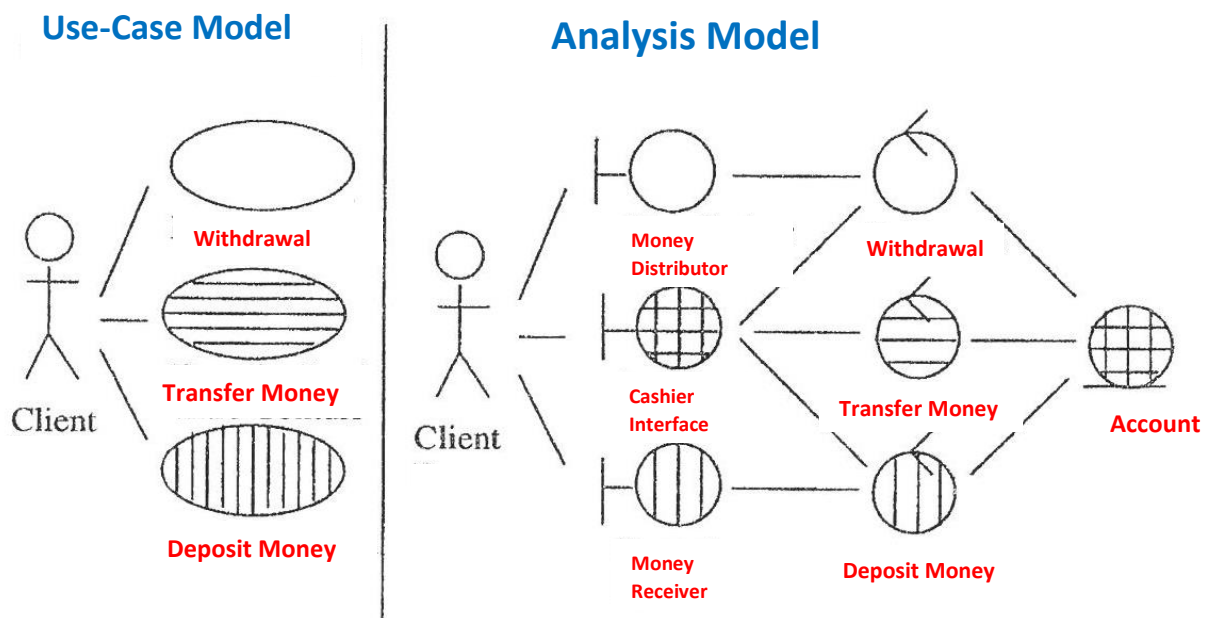 Use-Case Model
Analysis Model
Withdrawal
Transfer Money
Client
Deposit Money
Money
Distributor
Withdrawal
Cashier
Interface
Transfer Money
Account
Client
Money
Receiver
Deposit Money